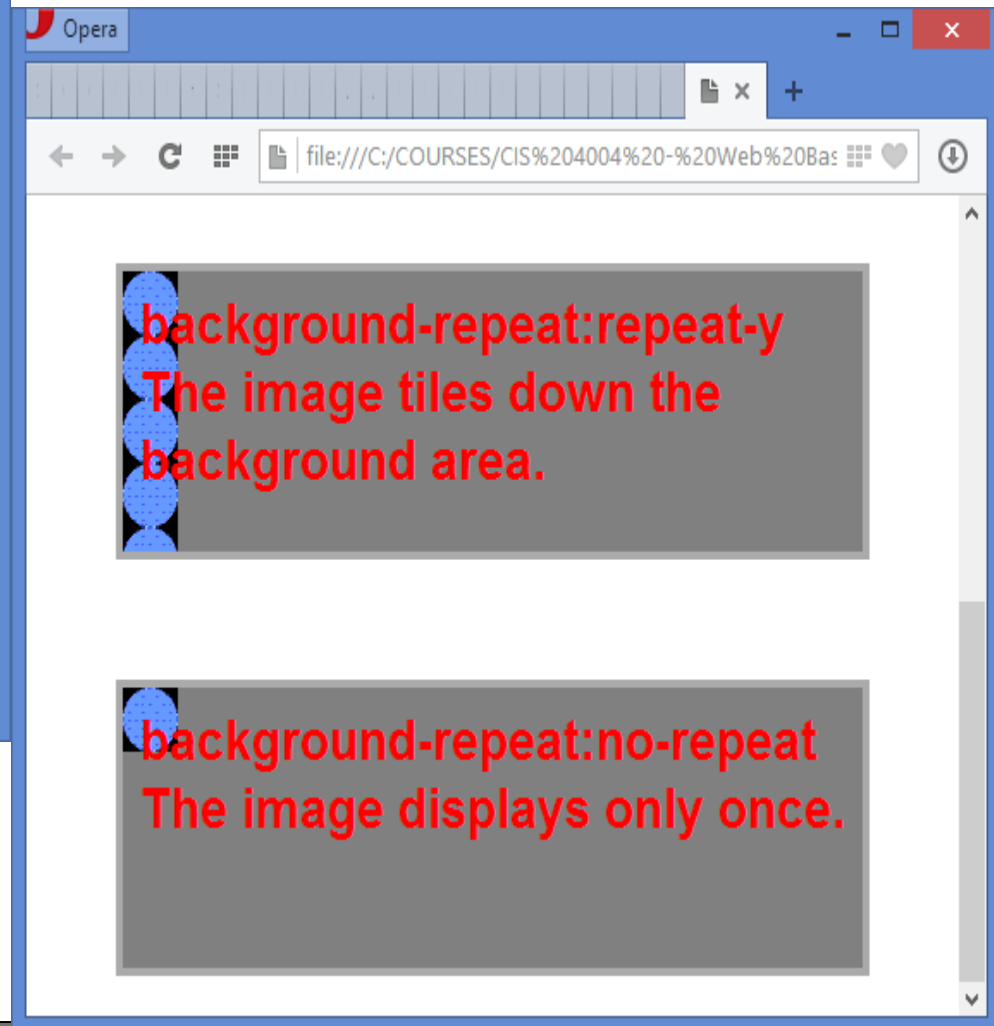 Opera
file:///C:/COURSES/CIS%204004%20-%20Web%20Bas
background-repeat:repeat-y
The image tiles down the
background area.
background-repeat:no-repeat
The image displays only once.